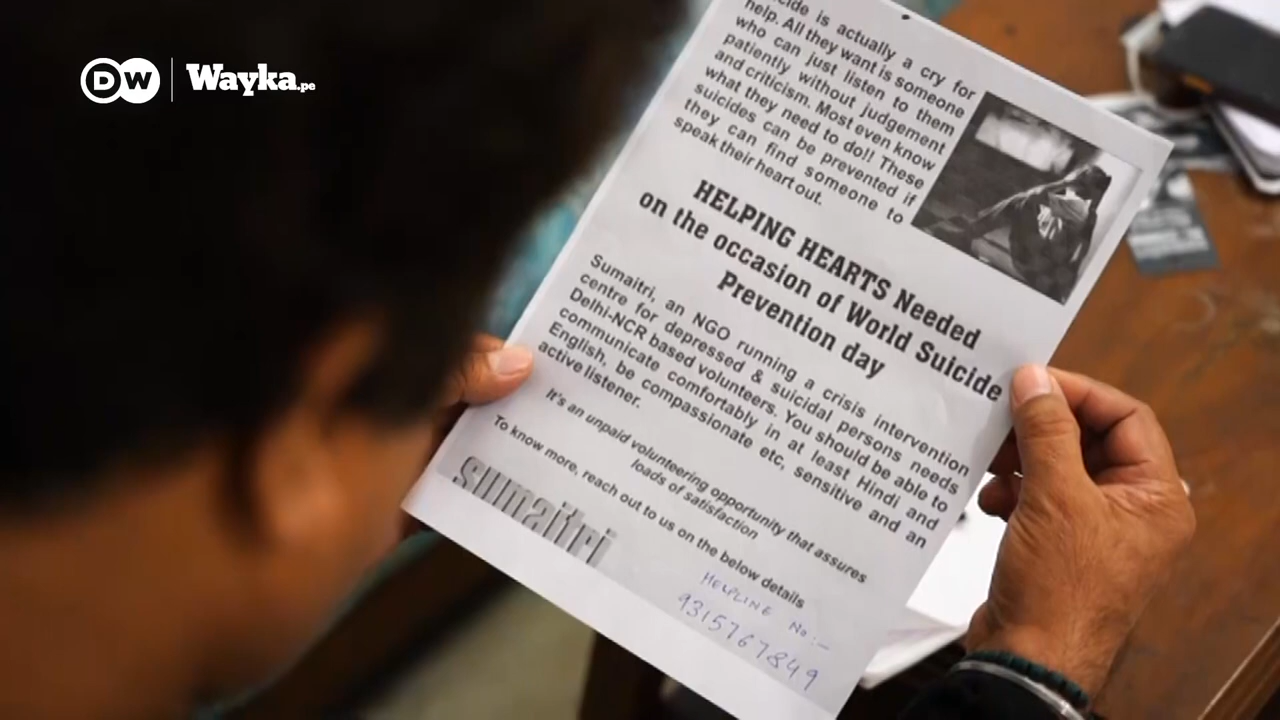 DW Wayka.pe
cide is actually a cry for
help. All they want is someone
who can just listen to them
patiently without judgement
and criticism. Most even know
what they need to do!! These
suicides can be prevented if
they can find someone to
speak their heart out.
HELPING HEARTS Needed
on the occasion of World Suicide
Prevention day
Sumaitri, an NGO running a crisis intervention
centre for depressed & suicidal persons needs
Delhi-NCR based volunteers. You should be able to
communicate comfortably in at least Hindi and
English, be compassionate etc, sensitive and an
active listener.
It's an unpaid volunteering opportunity that assures
loads of satisfaction
To know more, reach out to us on the below details
sumaitri
HELPLINE No:-
9315767849